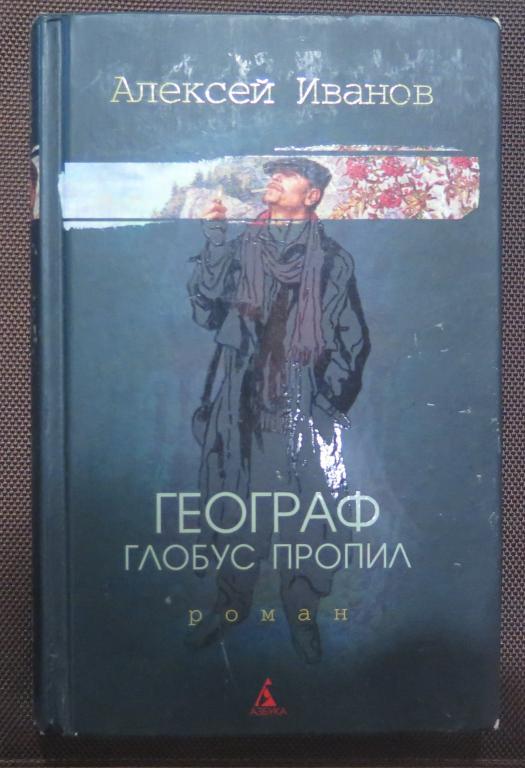 Алексей Иванов
ГЕОГРАФ
ГЛОБУС ПРОПИЛ
роман
АЗБУКА